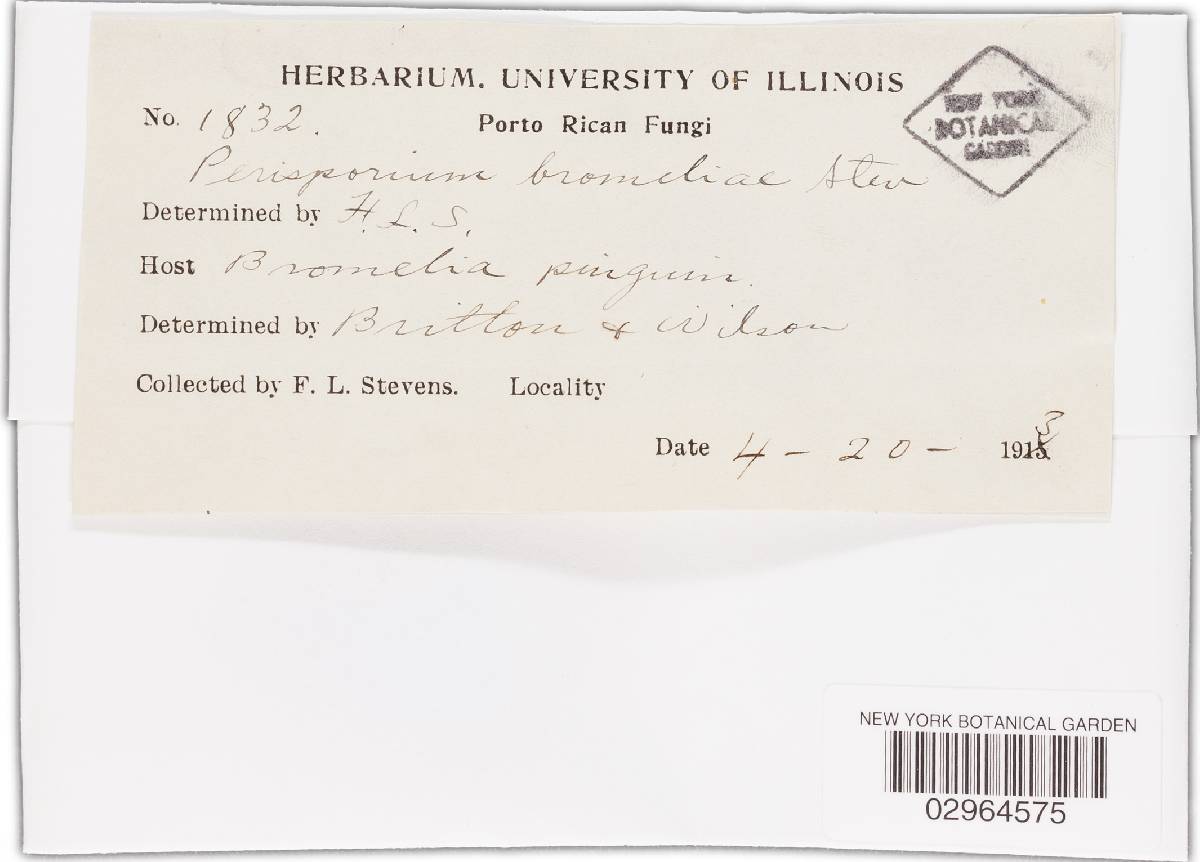 HERBARIUM. UNIVERSITY OF ILLINOIS
No. 1832.
Porto Rican Fungi
NEW YORK
BOTANICAL
GARDEN
Perisporium bromeliae Stev
Determined by F. L. S.
Host Bromelia pinguin.
Determined by Britton & Wilson
Collected by F. L. Stevens. Locality
Date 4 - 20 - 1913
NEW YORK BOTANICAL GARDEN
02964575